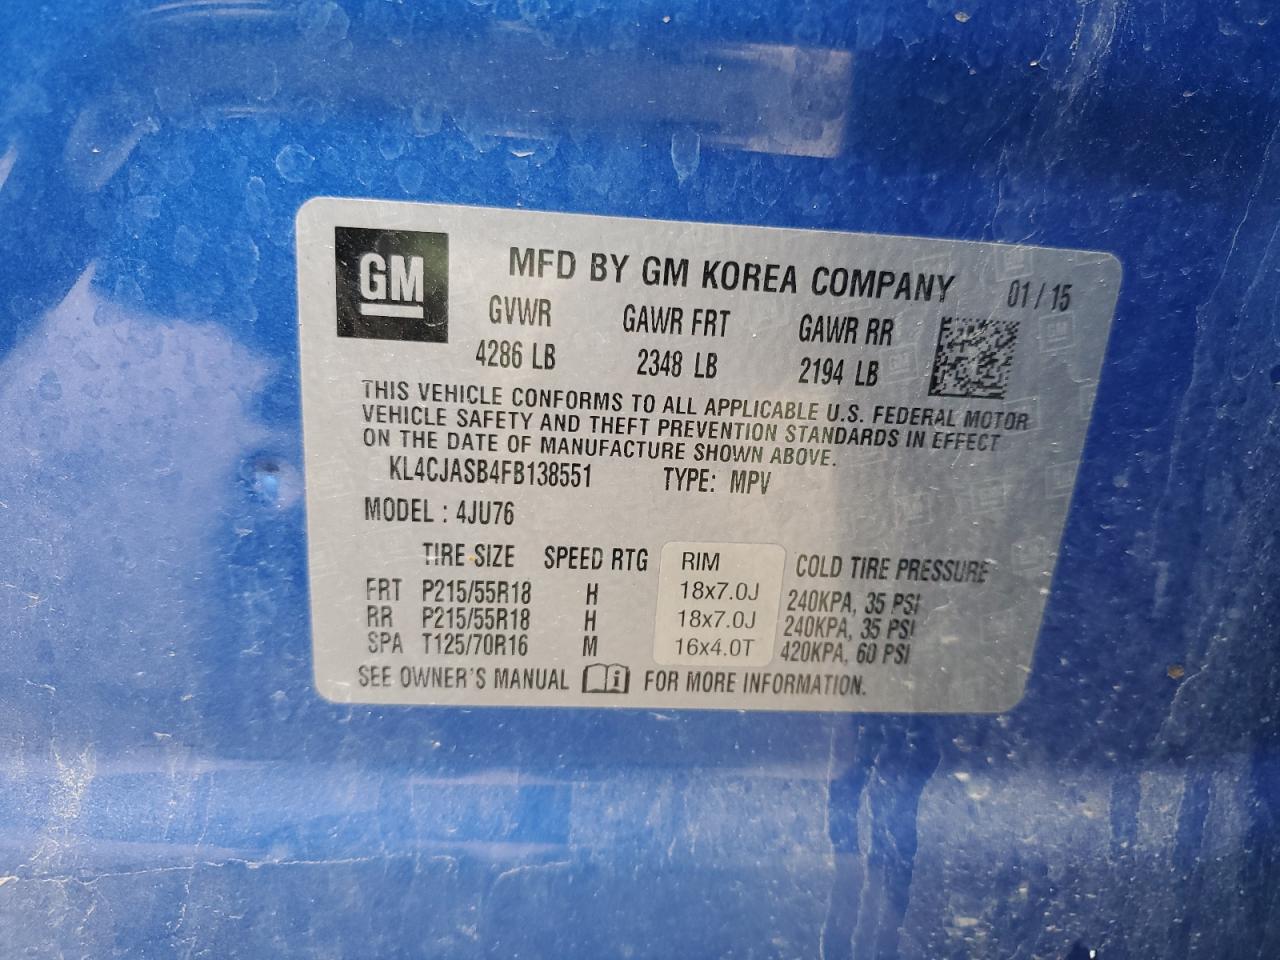 GM
MFD BY GM KOREA COMPANY 01 / 15
GVWR GAWR FRT GAWR RR
4286 LB 2348 LB 2194 LB
THIS VEHICLE CONFORMS TO ALL APPLICABLE U.S. FEDERAL MOTOR
VEHICLE SAFETY AND THEFT PREVENTION STANDARDS IN EFFECT
ON THE DATE OF MANUFACTURE SHOWN ABOVE.
KL4CJASB4FB138551 TYPE: MPV
MODEL : 4JU76
TIRE SIZE SPEED RTG RIM COLD TIRE PRESSURE
FRT P215/55R18 H 18x7.0J 240KPA, 35 PSI
RR P215/55R18 H 18x7.0J 240KPA, 35 PSI
SPA T125/70R16 M 16x4.0T 420KPA, 60 PSI
SEE OWNER'S MANUAL i FOR MORE INFORMATION.